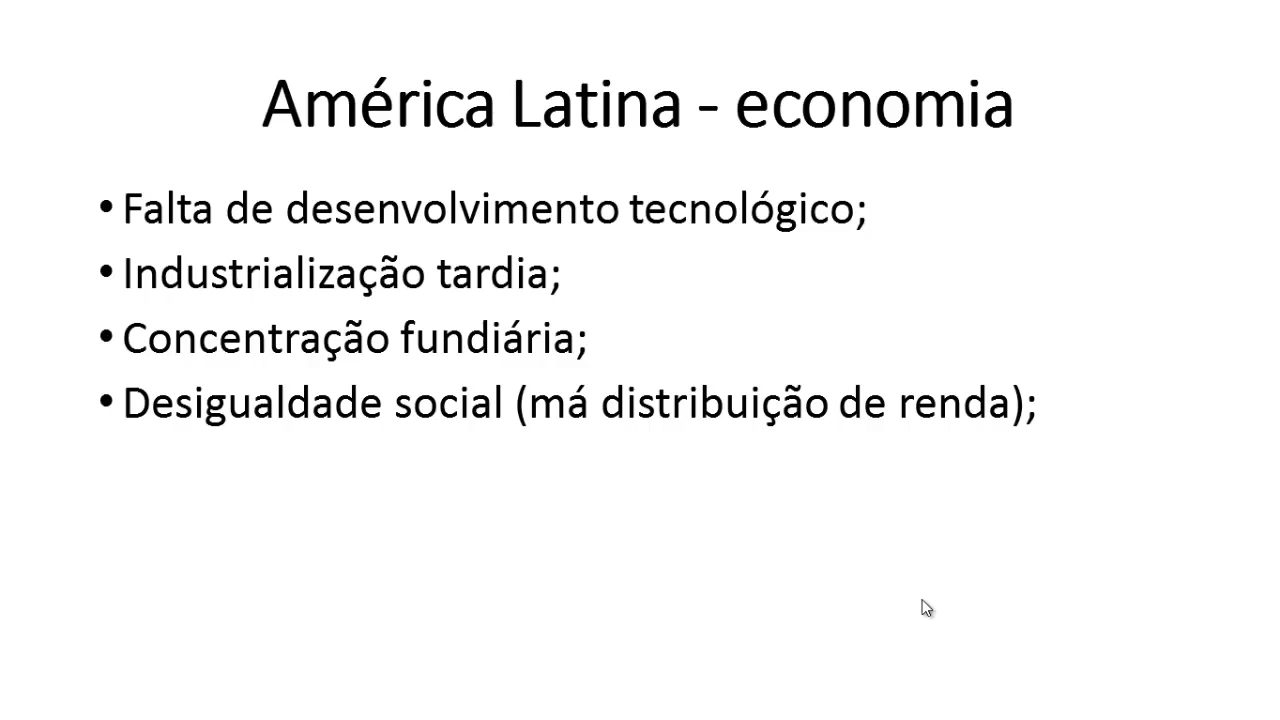 América Latina - economia
• Falta de desenvolvimento tecnológico;
• Industrialização tardia;
• Concentração fundiária;
• Desigualdade social (má distribuição de renda);